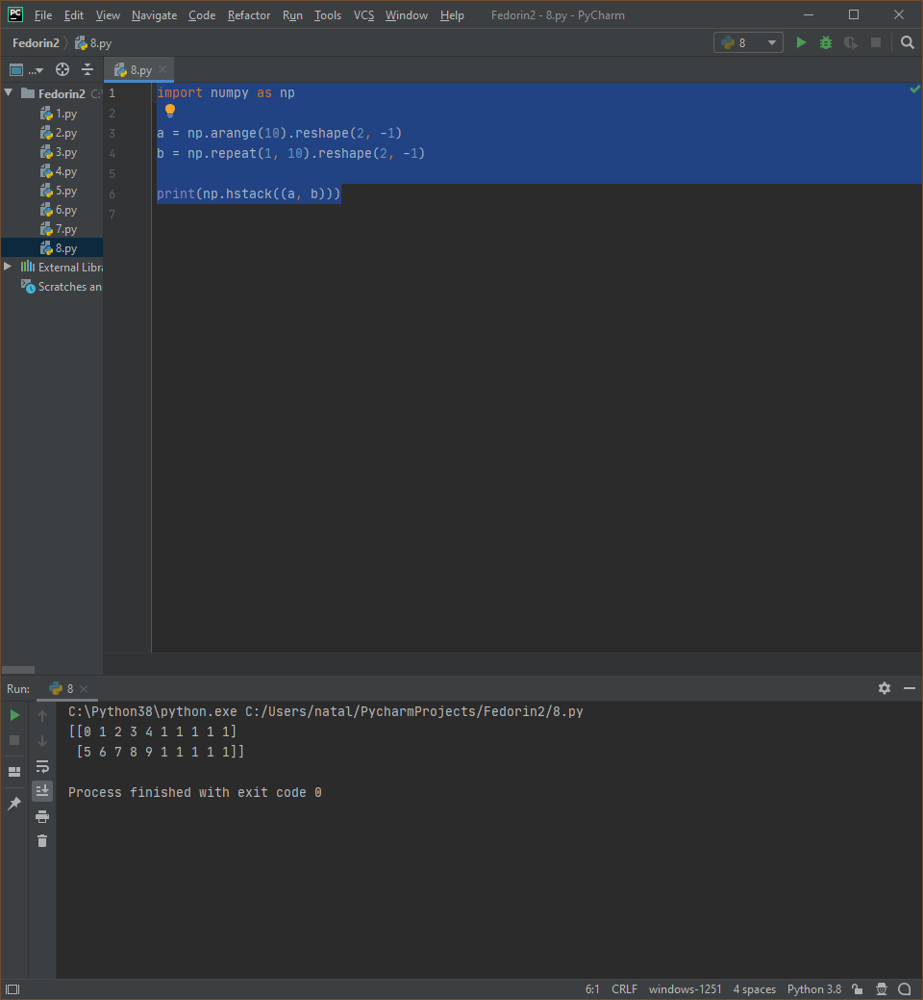 PC File Edit View Navigate Code Refactor Run Tools VCS Window Help Fedorin2 - 8.py - PyCharm
Fedorin2 8.py 8
... 8.py
Fedorin2 C:\
1.py
2.py
3.py
4.py
5.py
6.py
7.py
8.py
External Libra
Scratches an
1 import numpy as np
2
3 a = np.arange(10).reshape(2, -1)
4 b = np.repeat(1, 10).reshape(2, -1)
5
6 print(np.hstack((a, b)))
7
Run: 8
C:\Python38\python.exe C:/Users/natal/PycharmProjects/Fedorin2/8.py
[[0 1 2 3 4 1 1 1 1 1]
 [5 6 7 8 9 1 1 1 1 1]]
Process finished with exit code 0
6:1 CRLF windows-1251 4 spaces Python 3.8